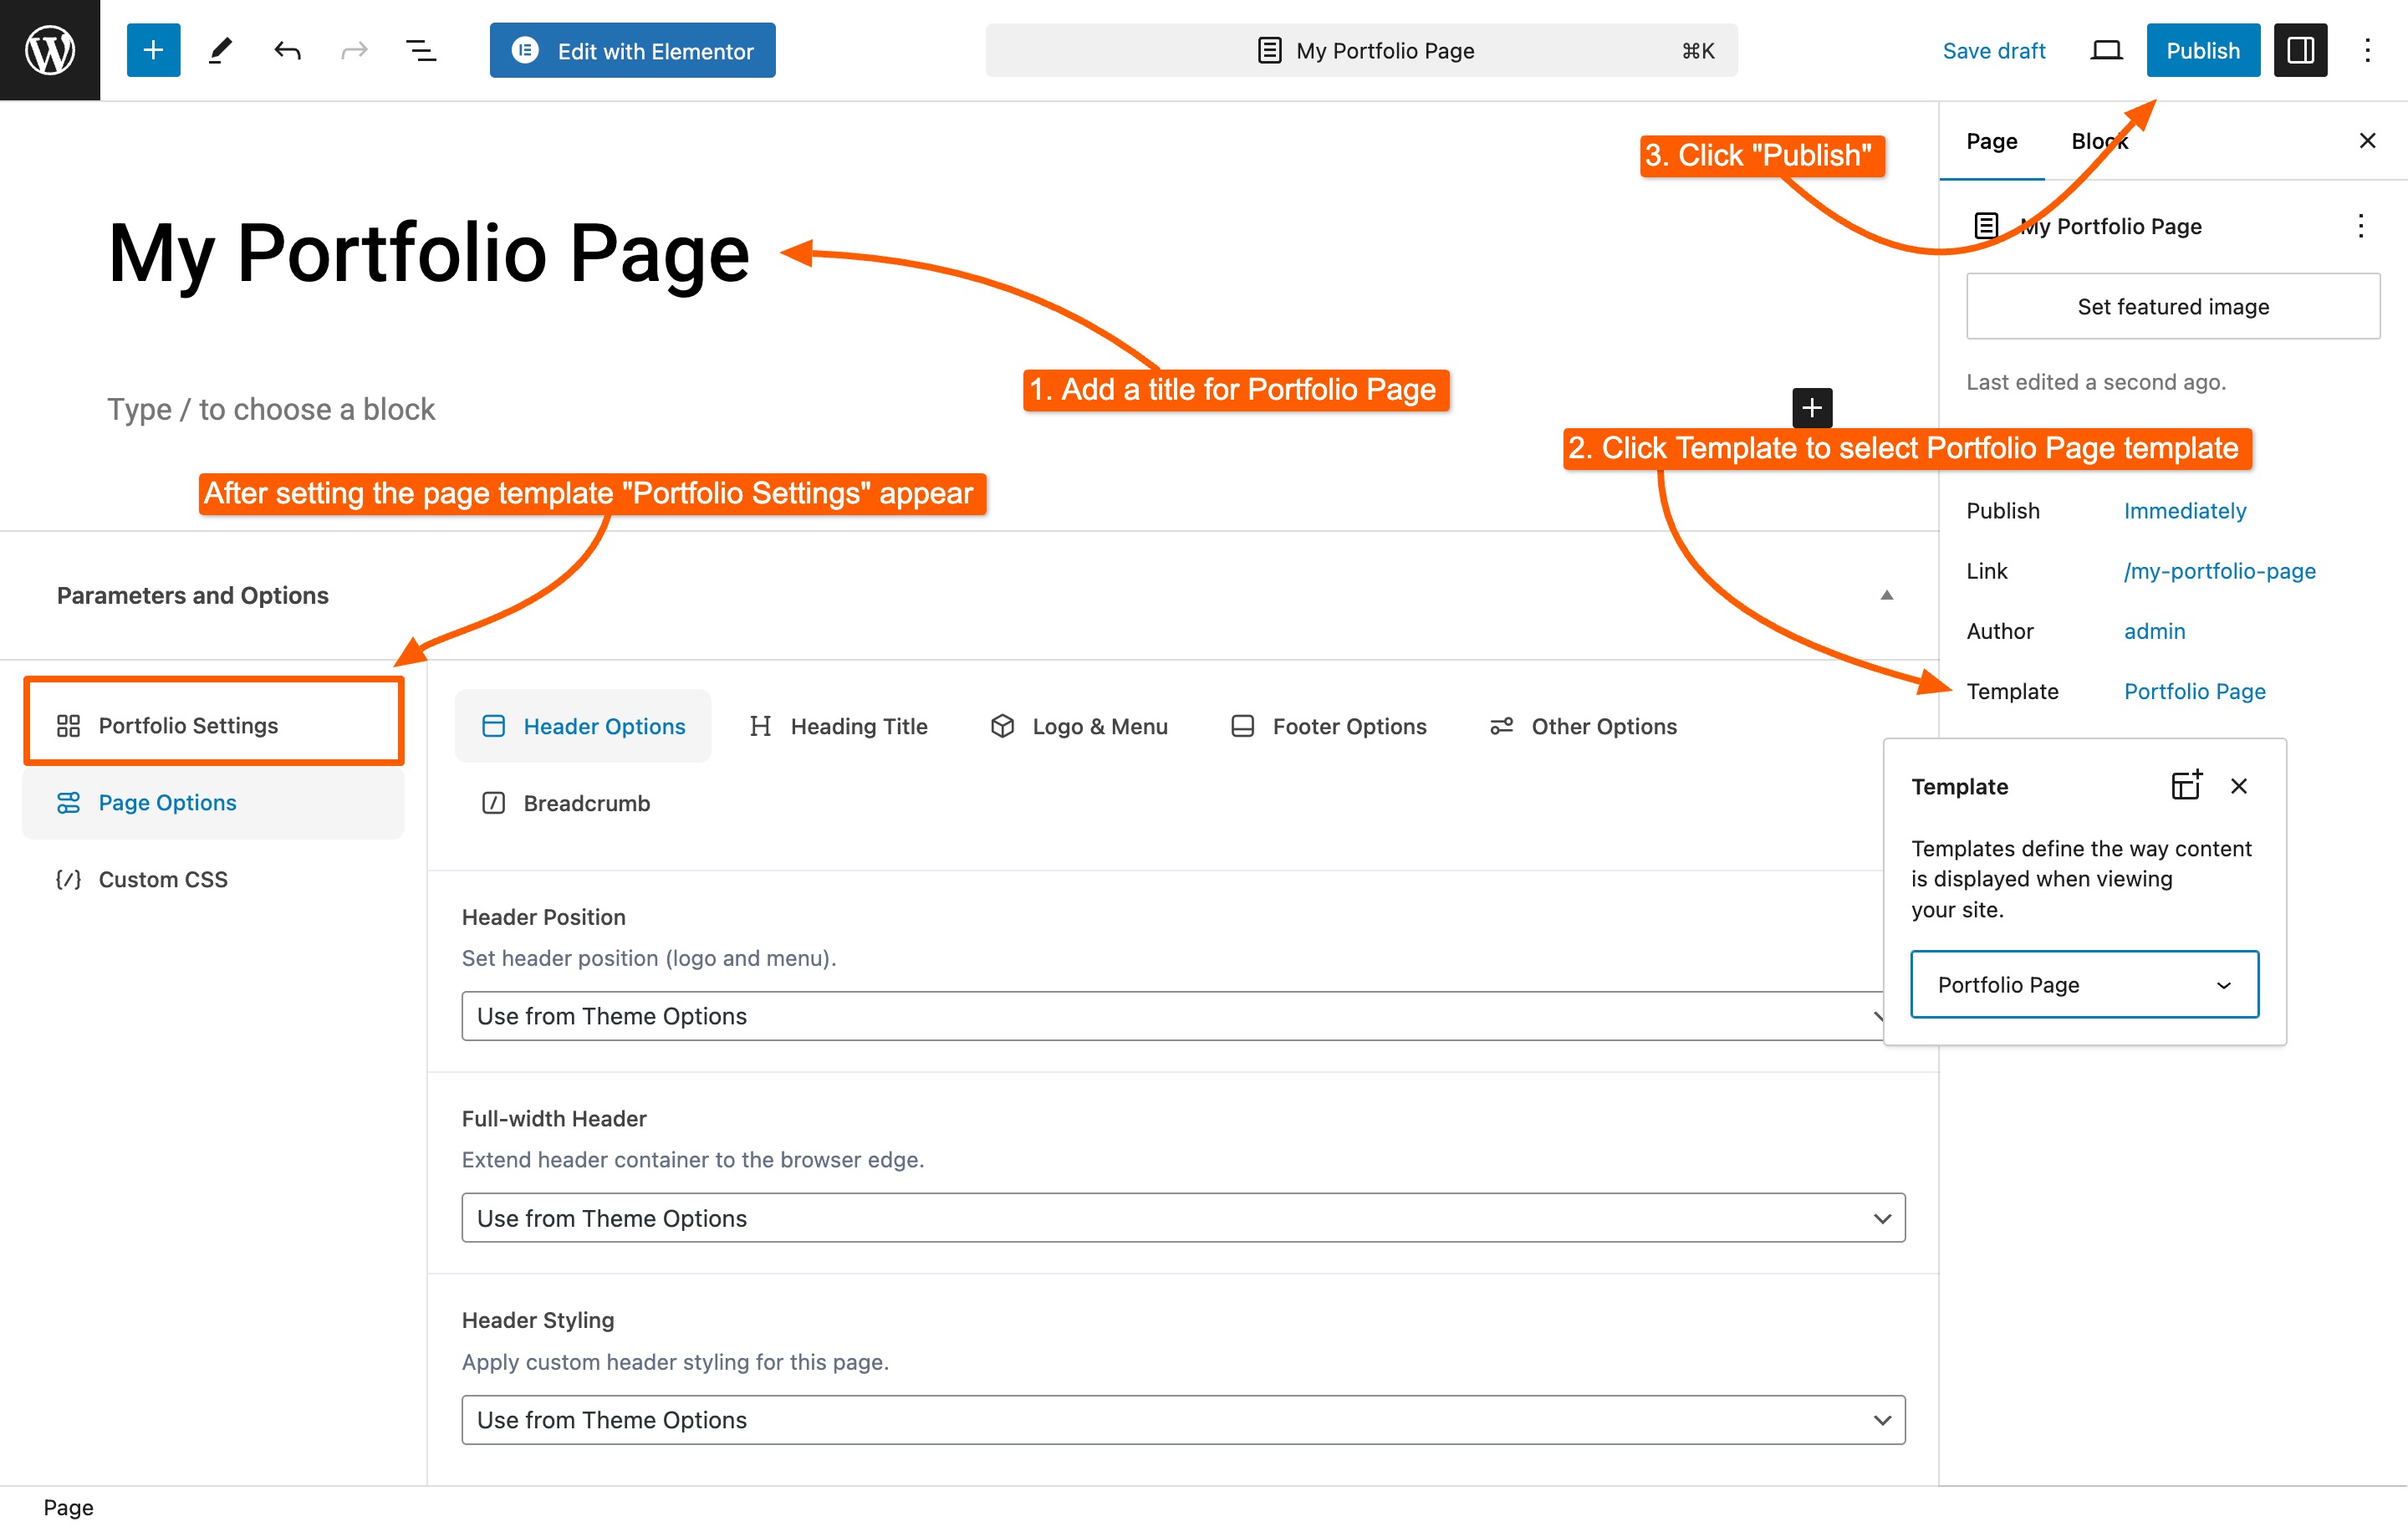 Edit with Elementor
My Portfolio Page
⌘K
Save draft
Publish
3. Click "Publish"
Page
Block
My Portfolio Page
My Portfolio Page
Set featured image
1. Add a title for Portfolio Page
Last edited a second ago.
Type / to choose a block
2. Click Template to select Portfolio Page template
After setting the page template "Portfolio Settings" appear
Publish
Immediately
Link
/my-portfolio-page
Author
admin
Template
Portfolio Page
Parameters and Options
Portfolio Settings
Page Options
Custom CSS
Header Options
Heading Title
Logo & Menu
Footer Options
Other Options
Breadcrumb
Template
Templates define the way content
is displayed when viewing
your site.
Portfolio Page
Header Position
Set header position (logo and menu).
Use from Theme Options
Full-width Header
Extend header container to the browser edge.
Use from Theme Options
Header Styling
Apply custom header styling for this page.
Use from Theme Options
Page